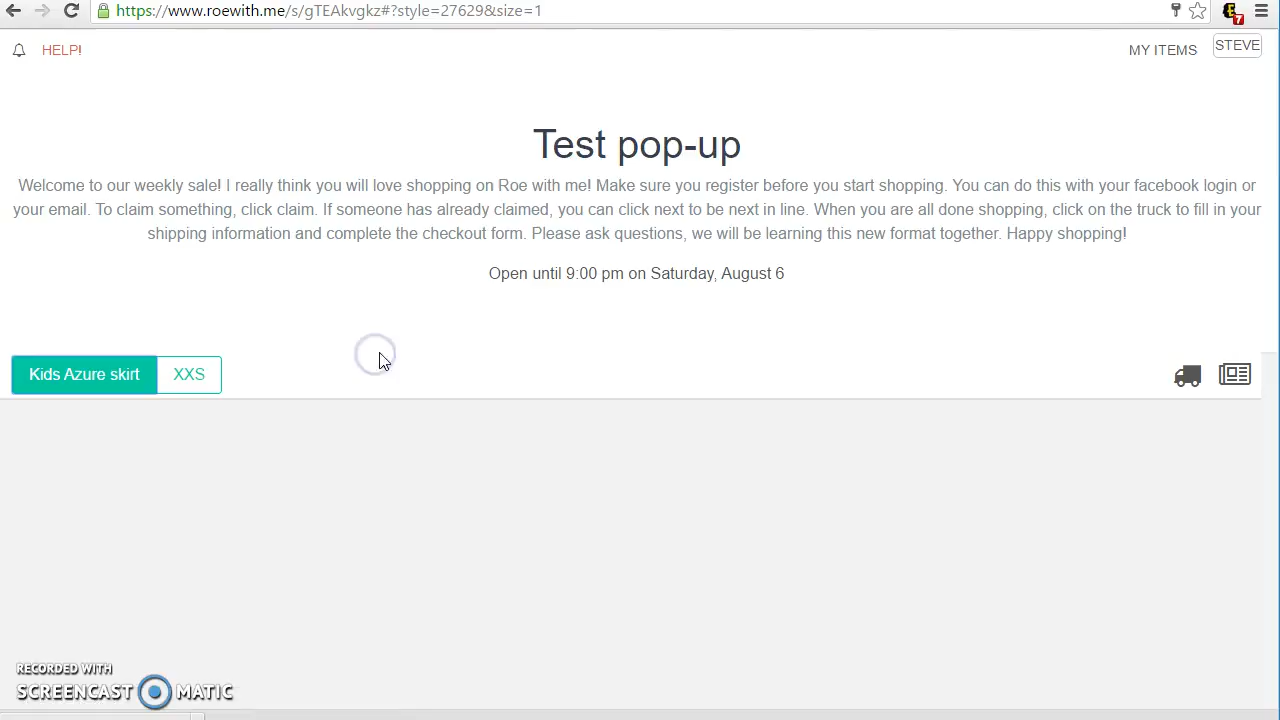 https://www.roewith.me/s/gTEAkvgkz#?style=27629&size=1
7
HELP!
MY ITEMS
STEVE
Test pop-up
Welcome to our weekly sale! I really think you will love shopping on Roe with me! Make sure you register before you start shopping. You can do this with your facebook login or
your email. To claim something, click claim. If someone has already claimed, you can click next to be next in line. When you are all done shopping, click on the truck to fill in your
shipping information and complete the checkout form. Please ask questions, we will be learning this new format together. Happy shopping!
Open until 9:00 pm on Saturday, August 6
Kids Azure skirt
XXS
RECORDED WITH
SCREENCAST MATIC